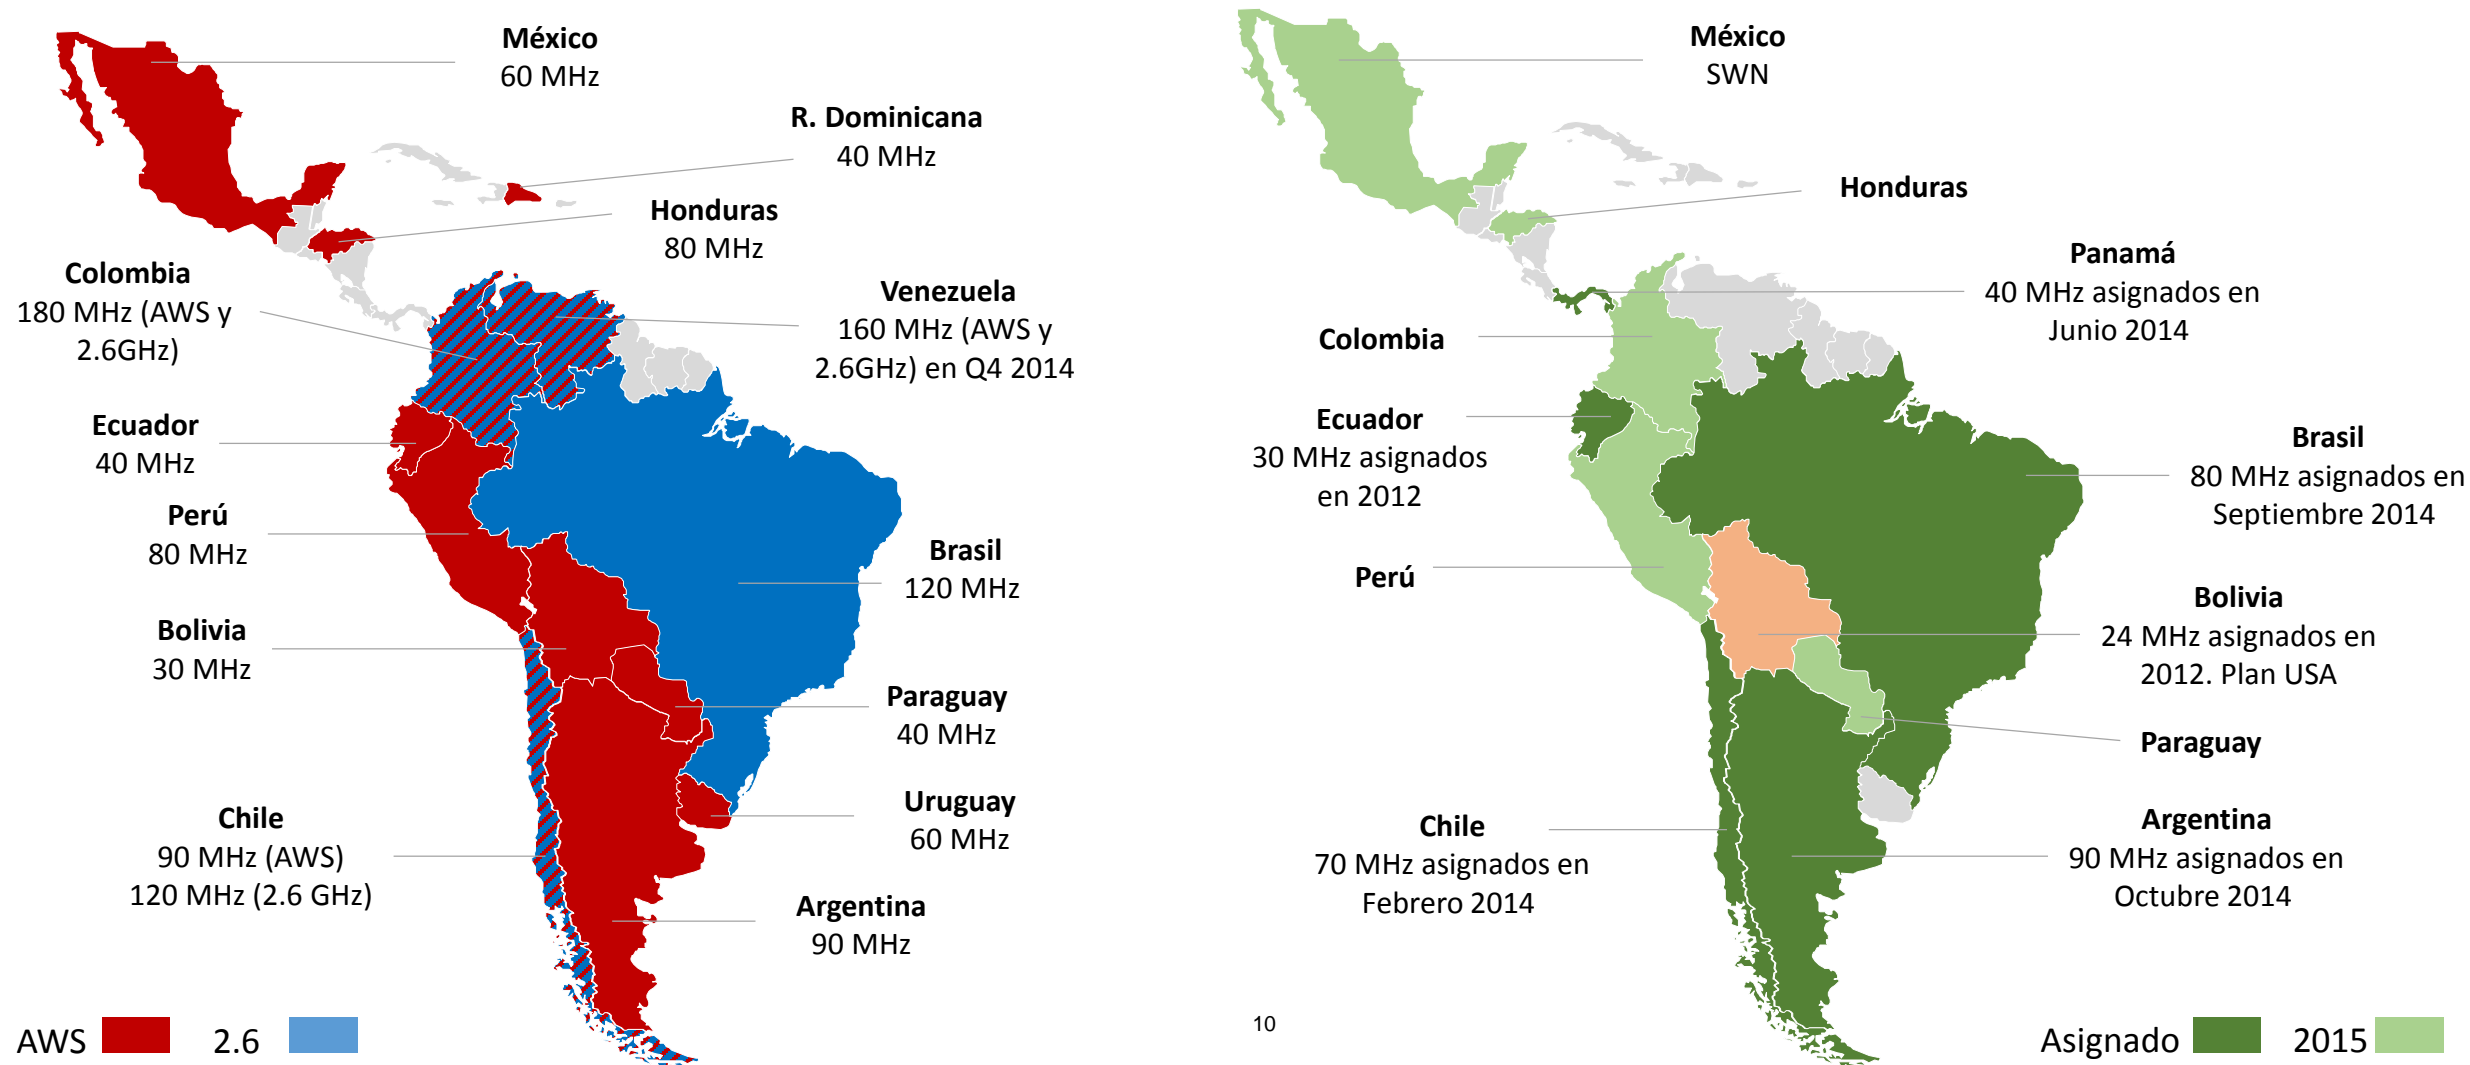 México
60 MHz
R. Dominicana
40 MHz
Honduras
80 MHz
Colombia
180 MHz (AWS y
2.6GHz)
Venezuela
160 MHz (AWS y
2.6GHz) en Q4 2014
Ecuador
40 MHz
Perú
80 MHz
Brasil
120 MHz
Bolivia
30 MHz
Paraguay
40 MHz
Uruguay
60 MHz
Chile
90 MHz (AWS)
120 MHz (2.6 GHz)
Argentina
90 MHz
AWS
2.6
México
SWN
Honduras
Panamá
40 MHz asignados en
Junio 2014
Colombia
Ecuador
30 MHz asignados
en 2012
Brasil
80 MHz asignados en
Septiembre 2014
Perú
Bolivia
24 MHz asignados en
2012. Plan USA
Paraguay
Chile
70 MHz asignados en
Febrero 2014
Argentina
90 MHz asignados en
Octubre 2014
10
Asignado
2015